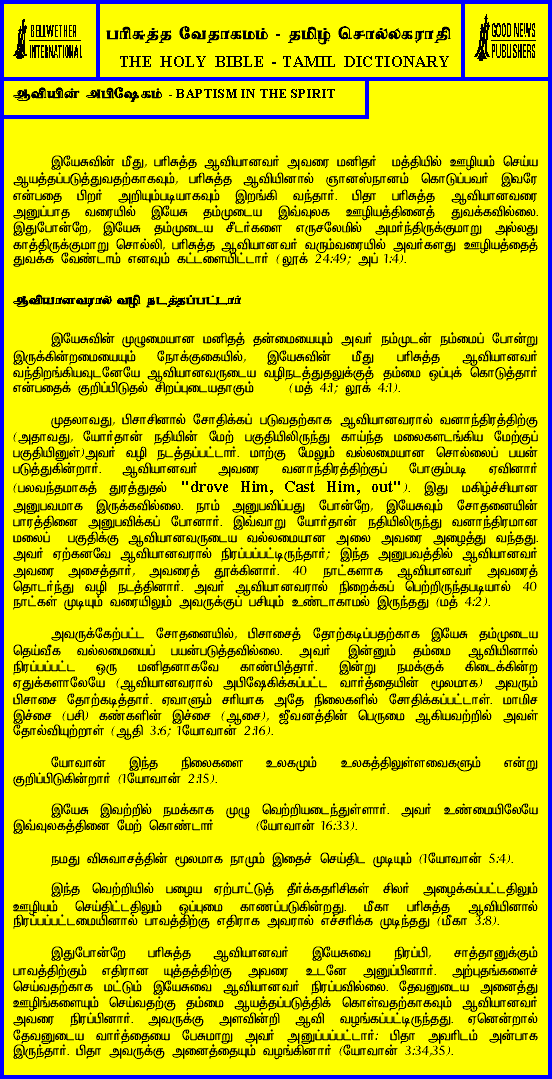 BELLWETHER
INTERNATIONAL
பரிசுத்த வேதாகமம் - தமிழ் சொல்லகராதி
THE HOLY BIBLE - TAMIL DICTIONARY
GOOD NEWS
PUBLISHERS
ஆவியின் அபிஷேகம் - BAPTISM IN THE SPIRIT
இயேசுவின் மீது, பரிசுத்த ஆவியானவர் அவரை மனிதர் மத்தியில் ஊழியம் செய்ய
ஆயத்தப்படுத்துவதற்காகவும், பரிசுத்த ஆவியினால் ஞானஸ்நானம் கொடுப்பவர் இவரே
என்பதை பிறர் அறியும்படியாகவும் இறங்கி வந்தார். பிதா பரிசுத்த ஆவியானவரை
அனுப்பாத வரையில் இயேசு தம்முடைய இவ்வுலக ஊழியத்தினைத் துவக்கவில்லை.
இதுபோன்றே, இயேசு தம்முடைய சீடர்களை எருசலேமில் அமர்ந்திருக்குமாறு அல்லது
காத்திருக்குமாறு சொல்லி, பரிசுத்த ஆவியானவர் வரும்வரையில் அவர்களது ஊழியத்தைத்
துவக்க வேண்டாம் எனவும் கட்டளையிட்டார் (லூக் 24:49; அப் 1:4).
ஆவியானவரால் வழி நடத்தப்பட்டார்
இயேசுவின் முழுமையான மனிதத் தன்மையையும் அவர் நம்முடன் நம்மைப் போன்று
இருக்கின்றமையையும் நோக்குகையில், இயேசுவின் மீது பரிசுத்த ஆவியானவர்
வந்திறங்கியவுடனேயே ஆவியானவருடைய வழிநடத்துதலுக்குத் தம்மை ஒப்புக் கொடுத்தார்
என்பதைக் குறிப்பிடுதல் சிறப்புடையதாகும் (மத் 4:1; லூக் 4:1).
முதலாவது, பிசாசினால் சோதிக்கப் படுவதற்காக ஆவியானவரால் வனாந்திரத்திற்கு
(அதாவது, யோர்தான் நதியின் மேற் பகுதியிலிருந்து காய்ந்த மலைகளடங்கிய மேற்குப்
பகுதியினுள்)அவர் வழி நடத்தப்பட்டார். மாற்கு மேலும் வல்லமையான சொல்லைப் பயன்
படுத்துகின்றார். ஆவியானவர் அவரை வனாந்திரத்திற்குப் போகும்படி ஏவினார்
(பலவந்தமாகத் துரத்துதல் "drove Him, Cast Him, out"). இது மகிழ்ச்சியான
அனுபவமாக இருக்கவில்லை. நாம் அனுபவிப்பது போன்றே, இயேசுவும் சோதனையின்
பாரத்தினை அனுபவிக்கப் போனார். இவ்வாறு யோர்தான் நதியிலிருந்து வனாந்திரமான
மலைப் பகுதிக்கு ஆவியானவருடைய வல்லமையான அலை அவரை அழைத்து வந்தது.
அவர் ஏற்கனவே ஆவியானவரால் நிரப்பப்பட்டிருந்தார்; இந்த அனுபவத்தில் ஆவியானவர்
அவரை அசைத்தார், அவரைத் தூக்கினார். 40 நாட்களாக ஆவியானவர் அவரைத்
தொடர்ந்து வழி நடத்தினார். அவர் ஆவியானவரால் நிறைக்கப் பெற்றிருந்தபடியால் 40
நாட்கள் முடியும் வரையிலும் அவருக்குப் பசியும் உண்டாகாமல் இருந்தது (மத் 4:2).
அவருக்கேற்பட்ட சோதனையில், பிசாசைத் தோற்கடிப்பதற்காக இயேசு தம்முடைய
தெய்வீக வல்லமையைப் பயன்படுத்தவில்லை. அவர் இன்னும் தம்மை ஆவியினால்
நிரப்பப்பட்ட ஒரு மனிதனாகவே காண்பித்தார். இன்று நமக்குக் கிடைக்கின்ற
ஏதுக்களாலேயே (ஆவியானவரால் அபிஷேகிக்கப்பட்ட வார்த்தையின் மூலமாக) அவரும்
பிசாசை தோற்கடித்தார். ஏவாளும் சரியாக அதே நிலைகளில் சோதிக்கப்பட்டாள். மாமிச
இச்சை (பசி) கண்களின் இச்சை (ஆசை), ஜீவனத்தின் பெருமை ஆகியவற்றில் அவள்
தோல்வியுற்றாள் (ஆதி 3:6; 1யோவான் 2:16).
யோவான் இந்த நிலைகளை உலகமும் உலகத்திலுள்ளவைகளும் என்று
குறிப்பிடுகின்றார் (1யோவான் 2:15).
இயேசு இவற்றில் நமக்காக முழு வெற்றியடைந்துள்ளார். அவர் உண்மையிலேயே
இவ்வுலகத்தினை மேற் கொண்டார் (யோவான் 16:33).
நமது விசுவாசத்தின் மூலமாக நாமும் இதைச் செய்திட முடியும் (1யோவான் 5:4).
இந்த வெற்றியில் பழைய ஏற்பாட்டுத் தீர்க்கதரிசிகள் சிலர் அழைக்கப்பட்டதிலும்
ஊழியம் செய்திட்டதிலும் ஒப்புமை காணப்படுகின்றது. மீகா பரிசுத்த ஆவியினால்
நிரப்பப்பட்டமையினால் பாவத்திற்கு எதிராக அவரால் எச்சரிக்க முடிந்தது (மீகா 3:8).
இதுபோன்றே பரிசுத்த ஆவியானவர் இயேசுவை நிரப்பி, சாத்தானுக்கும்
பாவத்திற்கும் எதிரான யுத்தத்திற்கு அவரை உடனே அனுப்பினார். அற்புதங்களைச்
செய்வதற்காக மட்டும் இயேசுவை ஆவியானவர் நிரப்பவில்லை. தேவனுடைய அனைத்து
ஊழிங்களையும் செய்வதற்கு தம்மை ஆயத்தப்படுத்திக் கொள்வதற்காகவும் ஆவியானவர்
அவரை நிரப்பினார். அவருக்கு அளவின்றி ஆவி வழங்கப்பட்டிருந்தது. ஏனென்றால்
தேவனுடைய வார்த்தையை பேசுமாறு அவர் அனுப்பப்பட்டார்; பிதா அவரிடம் அன்பாக
இருந்தார். பிதா அவருக்கு அனைத்தையும் வழங்கினார் (யோவான் 3:34,35).